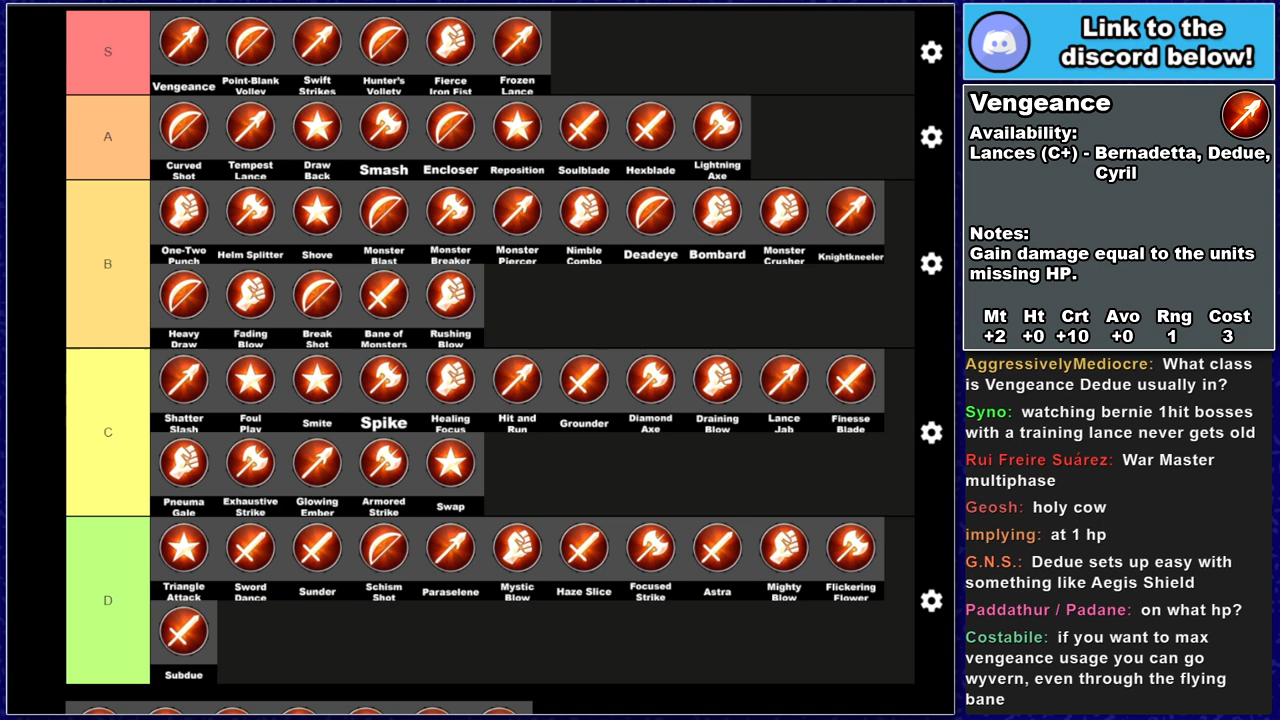 S
Vengeance
Point-Blank
Volley
Swift
Strikes
Hunter's
Vollety
Fierce
Iron Fist
Frozen
Lance
A
Curved
Shot
Tempest
Lance
Draw
Back
Smash
Encloser
Reposition
Soulblade
Hexblade
Lightning
Axe
B
One-Two
Punch
Helm Splitter
Shove
Monster
Blast
Monster
Breaker
Monster
Piercer
Nimble
Combo
Deadeye
Bombard
Monster
Crusher
Knightkneeler
Heavy
Draw
Fading
Blow
Break
Shot
Bane of
Monsters
Rushing
Blow
C
Shatter
Slash
Foul
Play
Smite
Spike
Healing
Focus
Hit and
Run
Grounder
Diamond
Axe
Draining
Blow
Lance
Jab
Finesse
Blade
Pneuma
Gale
Exhaustive
Strike
Glowing
Ember
Armored
Strike
Swap
D
Triangle
Attack
Sword
Dance
Sunder
Schism
Shot
Paraselene
Mystic
Blow
Haze Slice
Focused
Strike
Astra
Mighty
Blow
Flickering
Flower
Subdue
Link to the
discord below!
Vengeance
Availability:
Lances (C+) - Bernadetta, Dedue,
Cyril
Notes:
Gain damage equal to the units
missing HP.
Mt Ht Crt Avo Rng Cost
+2 +0 +10 +0 1 3
AggressivelyMediocre: What class
is Vengeance Dedue usually in?
Syno: watching bernie 1hit bosses
with a training lance never gets old
Rui Freire Suárez: War Master
multiphase
Geosh: holy cow
implying: at 1 hp
G.N.S.: Dedue sets up easy with
something like Aegis Shield
Paddathur / Padane: on what hp?
Costabile: if you want to max
vengeance usage you can go
wyvern, even through the flying
bane